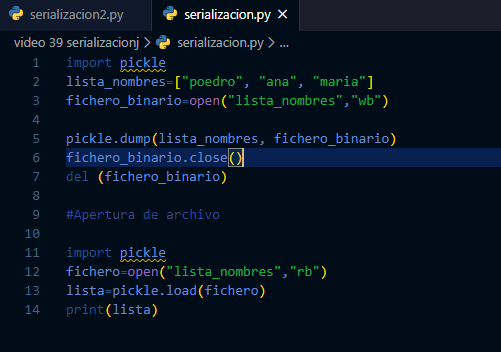 serializacion2.py serializacion.py ×
video 39 serializacionj > serializacion.py > ...
1 import pickle
2 lista_nombres=["poedro", "ana", "maria"]
3 fichero_binario=open("lista_nombres","wb")
4
5 pickle.dump(lista_nombres, fichero_binario)
6 fichero_binario.close()
7 del (fichero_binario)
8
9 #Apertura de archivo
10
11 import pickle
12 fichero=open("lista_nombres","rb")
13 lista=pickle.load(fichero)
14 print(lista)